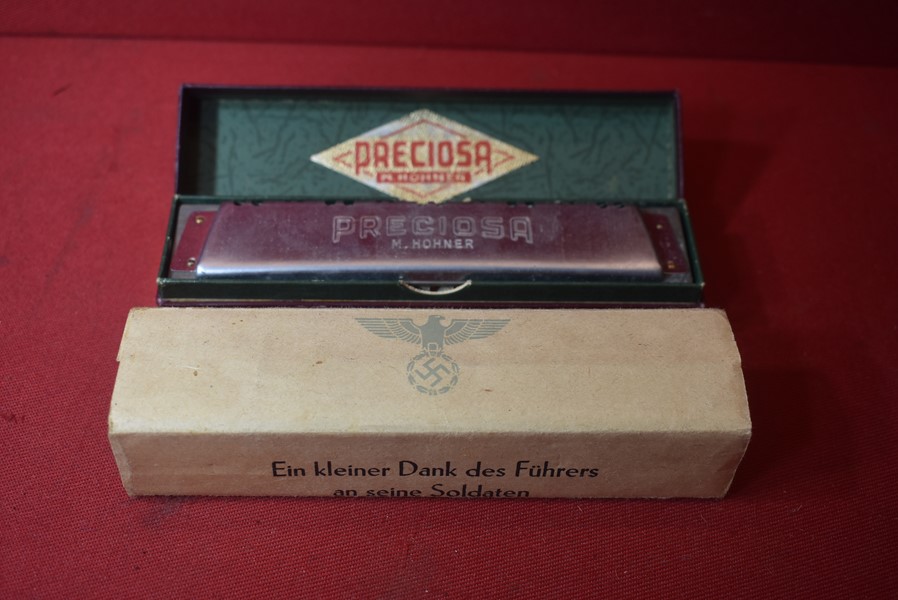 PRECIOSA
M. HOHNER
PRECIOSA
M. HOHNER
Ein kleiner Dank des Führers
an seine Soldaten